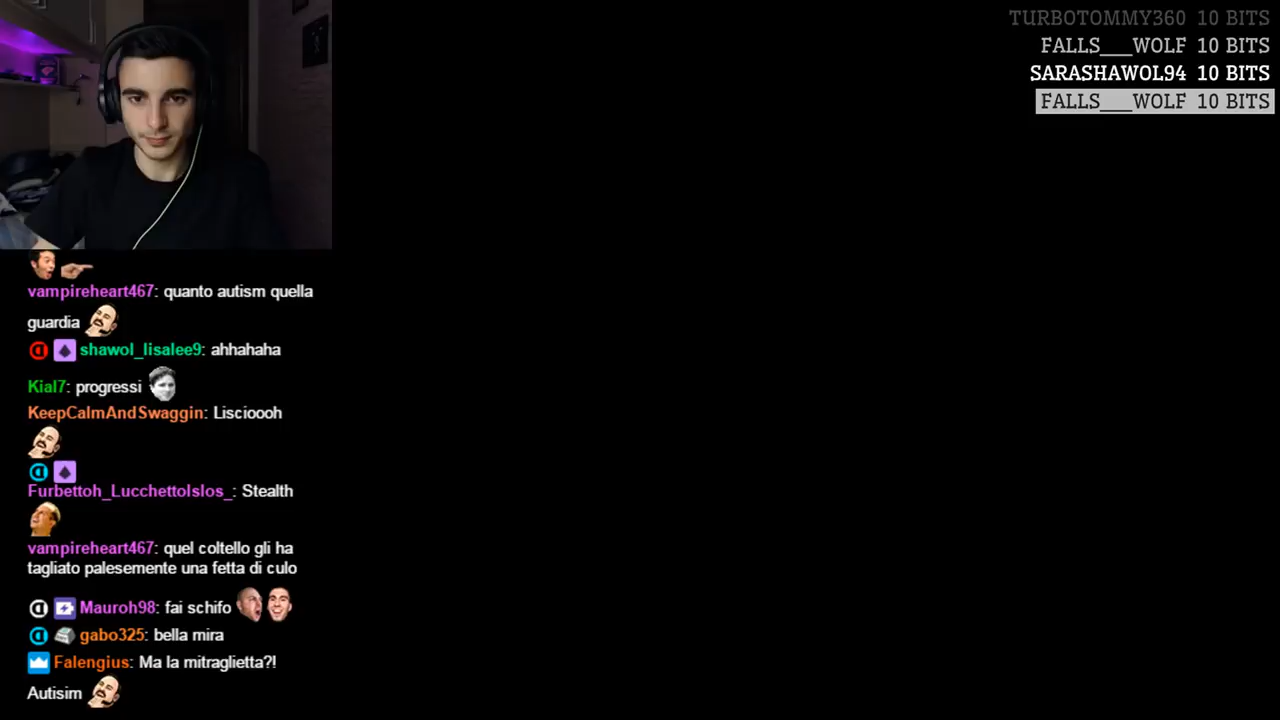 TURBOTOMMY360 10 BITS
FALLS___WOLF 10 BITS
SARASHAWOL94 10 BITS
FALLS___WOLF 10 BITS
vampireheart467: quanto autism quella
guardia
shawol_lisalee9: ahhahaha
Kial7: progressi
KeepCalmAndSwaggin: Liscioooh
Furbettoh_LucchettoIslos_: Stealth
vampireheart467: quel coltello gli ha
tagliato palesemente una fetta di culo
Mauroh98: fai schifo
gabo325: bella mira
Falengius: Ma la mitraglietta?!
Autisim